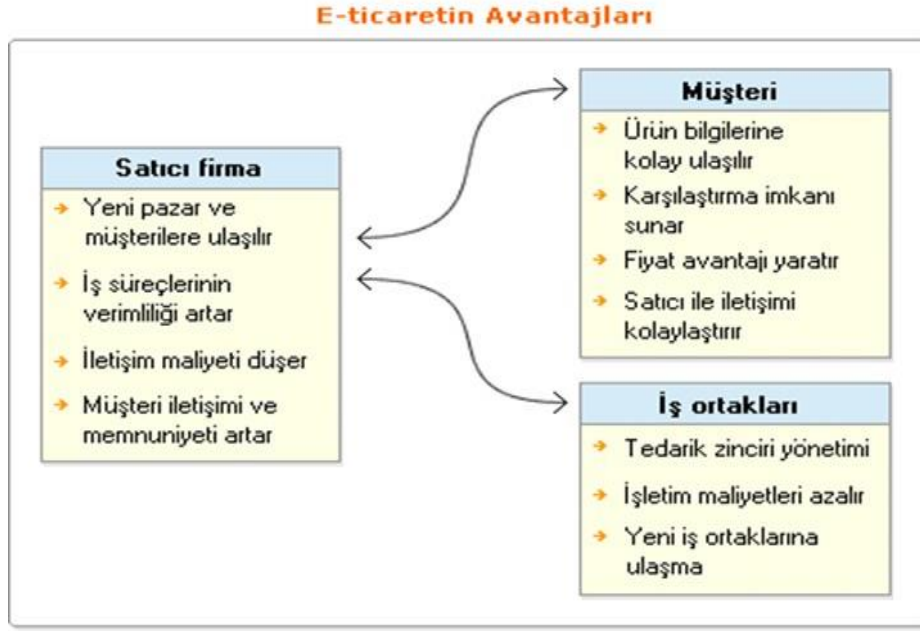 E-ticaretin Avantajları
Satıcı firma
Yeni pazar ve
müşterilere ulaşılır
İş süreçlerinin
verimliliği artar
İletişim maliyeti düşer
Müşteri iletişimi ve
memnuniyeti artar
Müşteri
Ürün bilgilerine
kolay ulaşılır
Karşılaştırma imkanı
sunar
Fiyat avantajı yaratır
Satıcı ile iletişimi
kolaylaştırır
İş ortakları
Tedarik zinciri yönetimi
İşletim maliyetleri azalır
Yeni iş ortaklarına
ulaşma